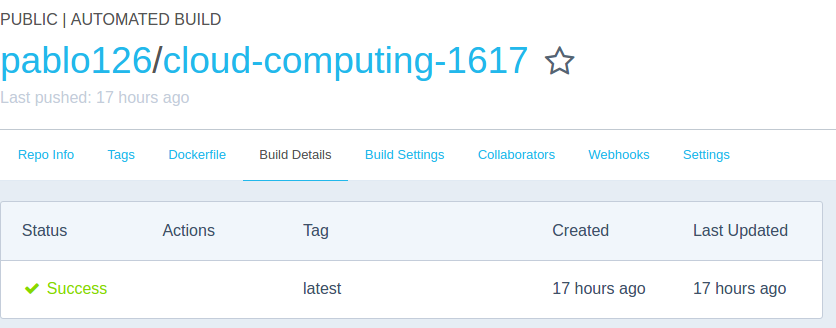 PUBLIC | AUTOMATED BUILD
pablo126/cloud-computing-1617
Last pushed: 17 hours ago
Repo Info Tags Dockerfile Build Details Build Settings Collaborators Webhooks Settings
Status Actions Tag Created Last Updated
Success latest 17 hours ago 17 hours ago